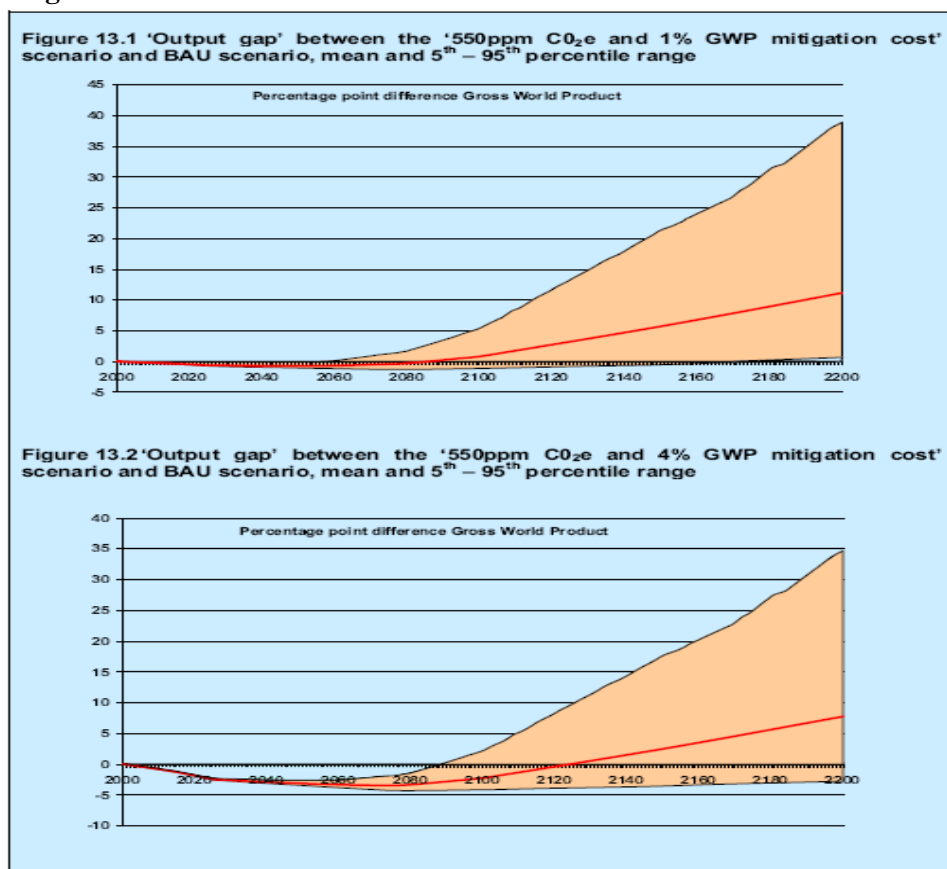 Figure 13.1 ‘Output gap’ between the ‘550ppm C0₂e and 1% GWP mitigation cost’
scenario and BAU scenario, mean and 5th – 95th percentile range
Percentage point difference Gross World Product
45
40
35
30
25
20
15
10
5
0
-5
2000 2020 2040 2060 2080 2100 2120 2140 2160 2180 2200
Figure 13.2 ‘Output gap’ between the ‘550ppm C0₂e and 4% GWP mitigation cost’
scenario and BAU scenario, mean and 5th – 95th percentile range
Percentage point difference Gross World Product
40
35
30
25
20
15
10
5
0
-5
-10
2000 2020 2040 2060 2080 2100 2120 2140 2160 2180 2200